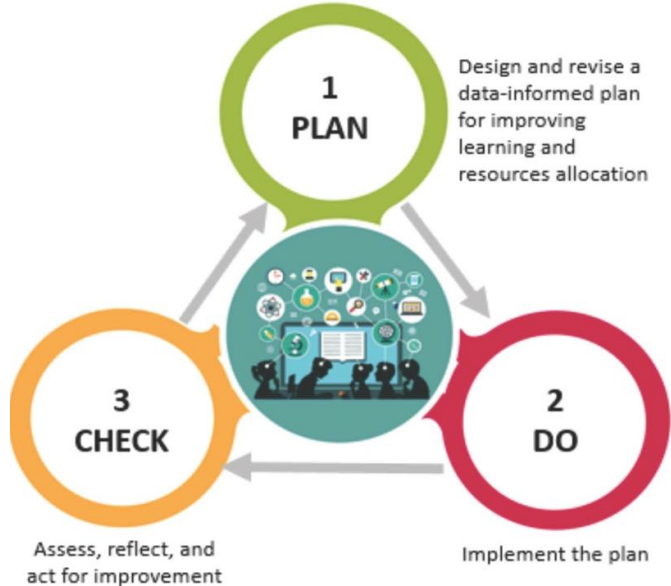 1
PLAN
Design and revise a
data-informed plan
for improving
learning and
resources allocation
3
CHECK
2
DO
Assess, reflect, and
act for improvement
Implement the plan